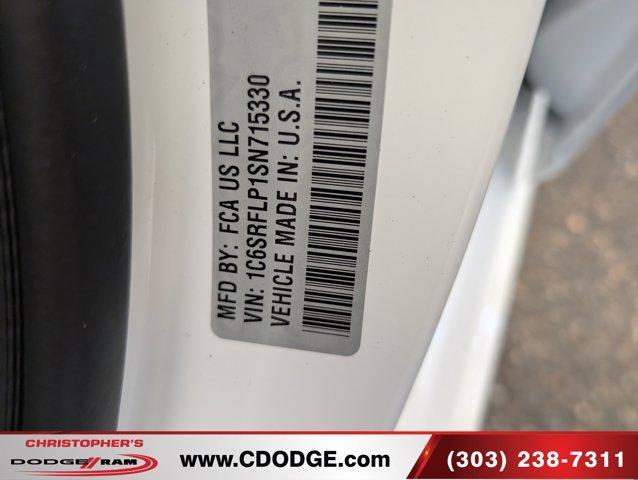 MFD BY: FCA US LLC
VIN: 1C6SRFLP1SN715330
VEHICLE MADE IN: U.S.A.
CHRISTOPHER'S
DODGE//RAM
www.CDODGE.com
(303) 238-7311